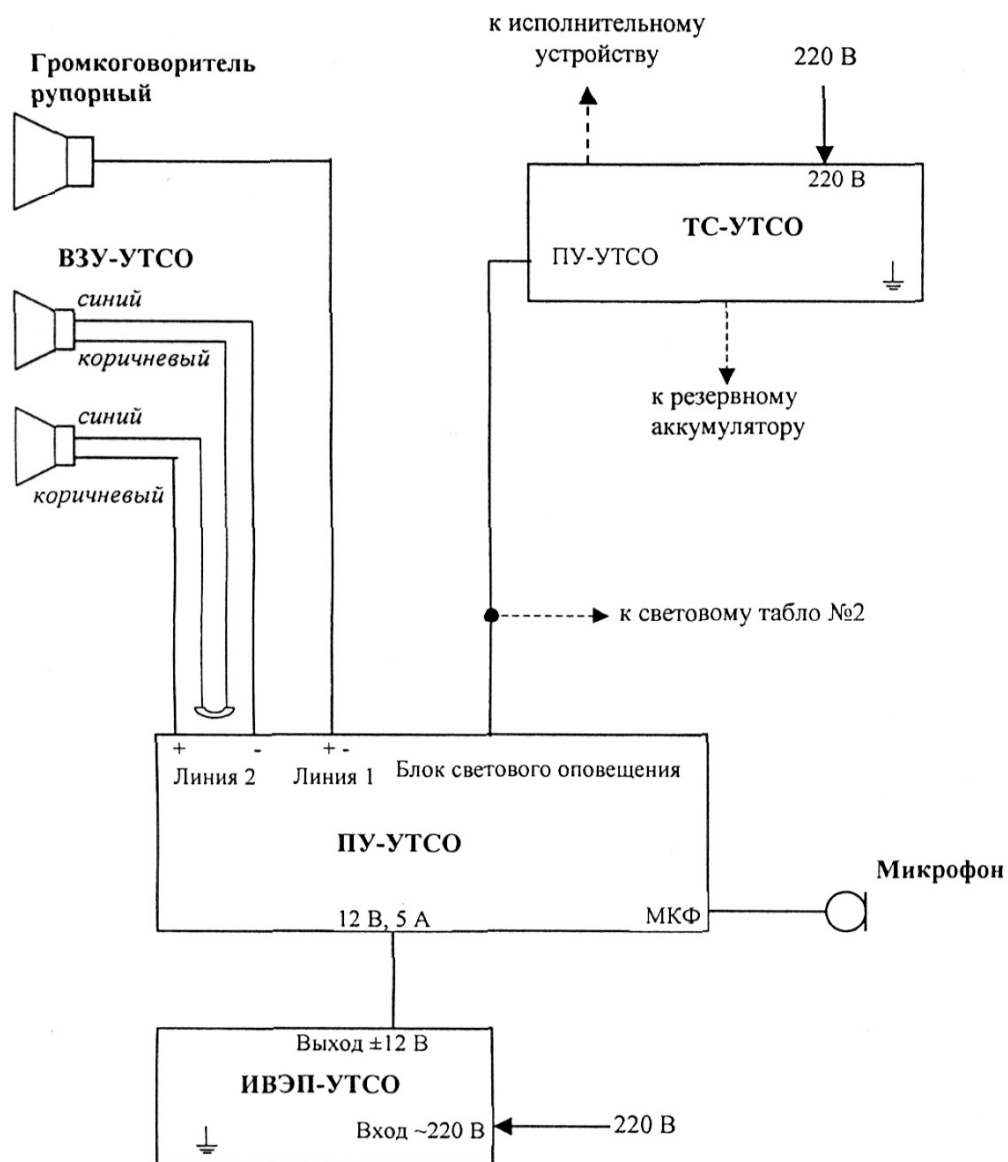 к исполнительному
устройству
220 В
Громкоговоритель
рупорный
220 В
ТС-УТСО
ПУ-УТСО
ВЗУ-УТСО
синий
коричневый
синий
коричневый
к резервному
аккумулятору
к световому табло №2
+ - + -
Линия 2 Линия 1 Блок светового оповещения
ПУ-УТСО
Микрофон
12 В, 5 А МКФ
Выход ±12 В
ИВЭП-УТСО
Вход ~220 В 220 В